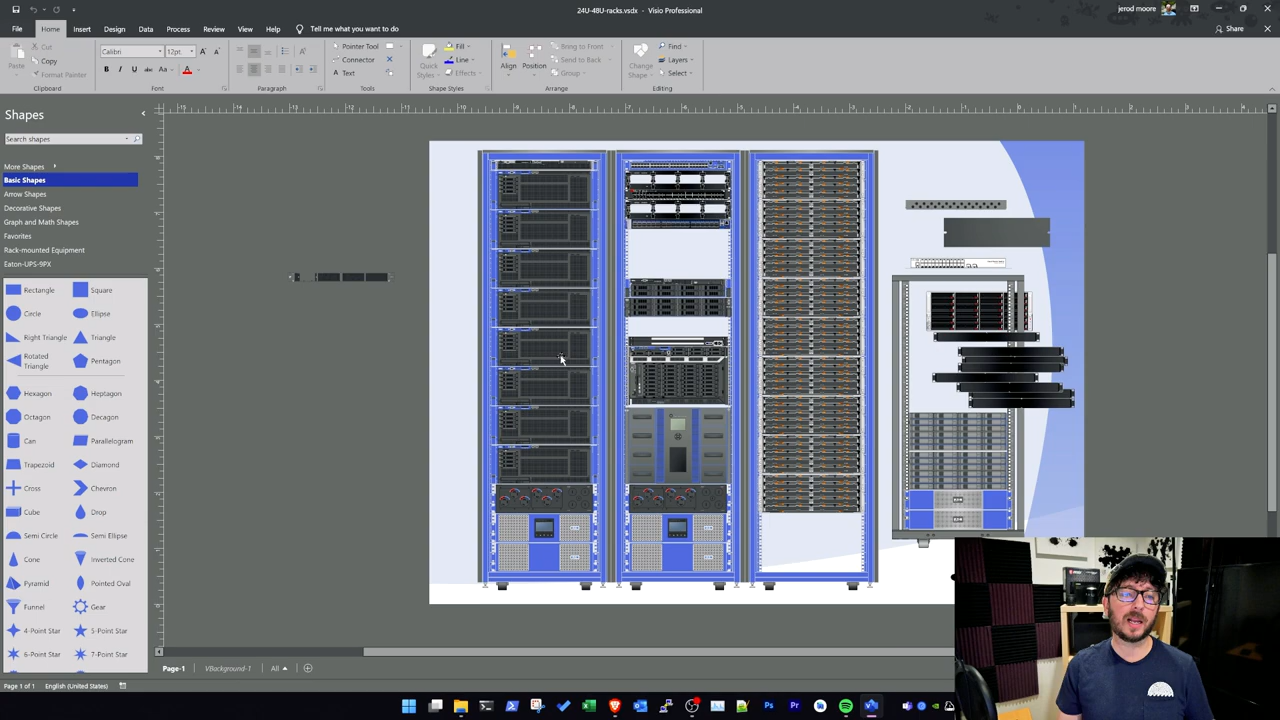 24U-48U-racks.vsdx - Visio Professional
jerod moore
File Home Insert Design Data Process Review View Help Tell me what you want to do Share
Paste
Cut
Copy
Format Painter
Clipboard
Calibri 12pt.
Font
Paragraph
Pointer Tool
Connector
Text
Tools
Quick Styles
Fill
Line
Effects
Shape Styles
Align
Position
Bring to Front
Send to Back
Group
Arrange
Change Shape
Find
Layers
Select
Editing
Shapes
Search shapes
More Shapes
Basic Shapes
Arrow Shapes
Decorative Shapes
Graph and Math Shapes
Favorites
Rack-mounted Equipment
Eaton-UPS-9PX
Rectangle Square
Circle Ellipse
Right Triangle Triangle
Rotated Triangle Pentagon
Hexagon Heptagon
Octagon Decagon
Can Parallelogram
Trapezoid Diamond
Cross Chevron
Cube Drop
Semi Circle Semi Ellipse
Cone Inverted Cone
Pyramid Pointed Oval
Funnel Gear
4-Point Star 5-Point Star
6-Point Star 7-Point Star
Page-1 VBackground-1 All
Page 1 of 1 English (United States)